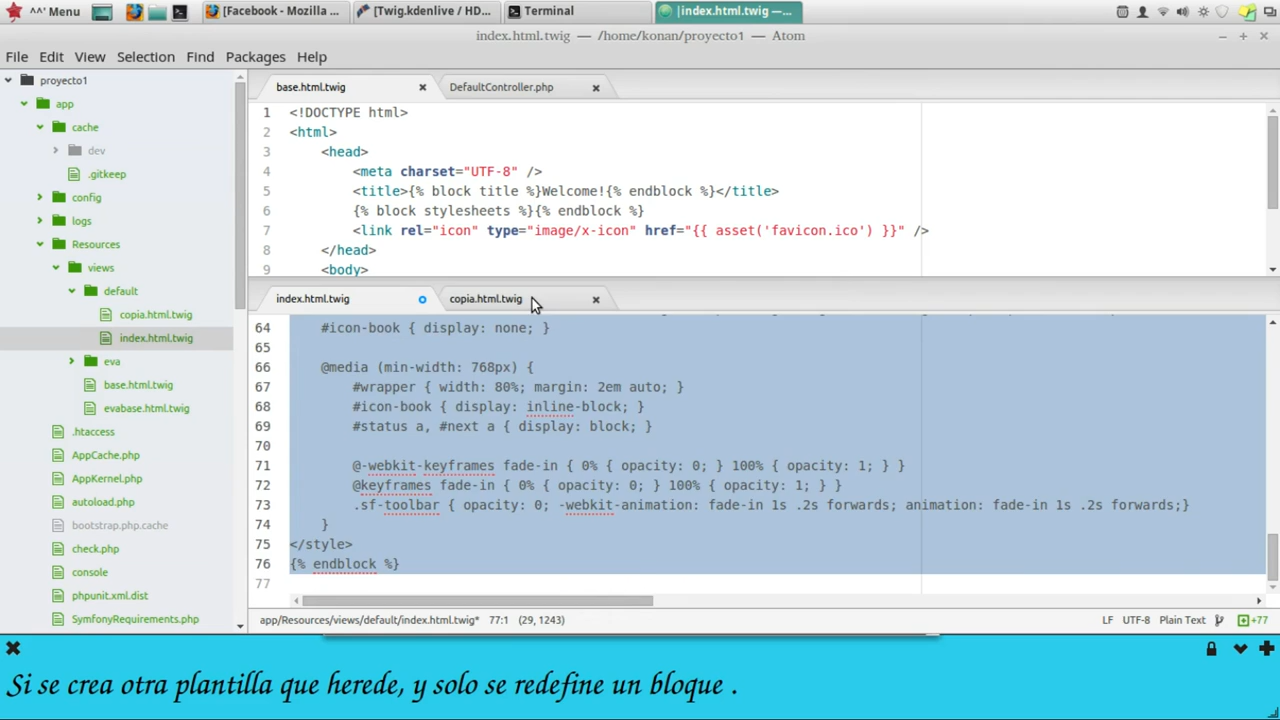 ^^' Menu
[Facebook - Mozilla ...
[Twig.kdenlive / HD...
Terminal
|index.html.twig —...
index.html.twig — /home/konan/proyecto1 — Atom
File Edit View Selection Find Packages Help
proyecto1
app
cache
dev
.gitkeep
config
logs
Resources
views
default
copia.html.twig
index.html.twig
eva
base.html.twig
evabase.html.twig
.htaccess
AppCache.php
AppKernel.php
autoload.php
bootstrap.php.cache
check.php
console
phpunit.xml.dist
SymfonyRequirements.php
base.html.twig
DefaultController.php
1 <!DOCTYPE html>
2 <html>
3 <head>
4 <meta charset="UTF-8" />
5 <title>{% block title %}Welcome!{% endblock %}</title>
6 {% block stylesheets %}{% endblock %}
7 <link rel="icon" type="image/x-icon" href="{{ asset('favicon.ico') }}" />
8 </head>
9 <body>
index.html.twig
copia.html.twig
64 #icon-book { display: none; }
65
66 @media (min-width: 768px) {
67 #wrapper { width: 80%; margin: 2em auto; }
68 #icon-book { display: inline-block; }
69 #status a, #next a { display: block; }
70
71 @-webkit-keyframes fade-in { 0% { opacity: 0; } 100% { opacity: 1; } }
72 @keyframes fade-in { 0% { opacity: 0; } 100% { opacity: 1; } }
73 .sf-toolbar { opacity: 0; -webkit-animation: fade-in 1s .2s forwards; animation: fade-in 1s .2s forwards;}
74 }
75 </style>
76 {% endblock %}
77
app/Resources/views/default/index.html.twig* 77:1 (29, 1243)
LF UTF-8 Plain Text +77
Si se crea otra plantilla que herede, y solo se redefine un bloque .